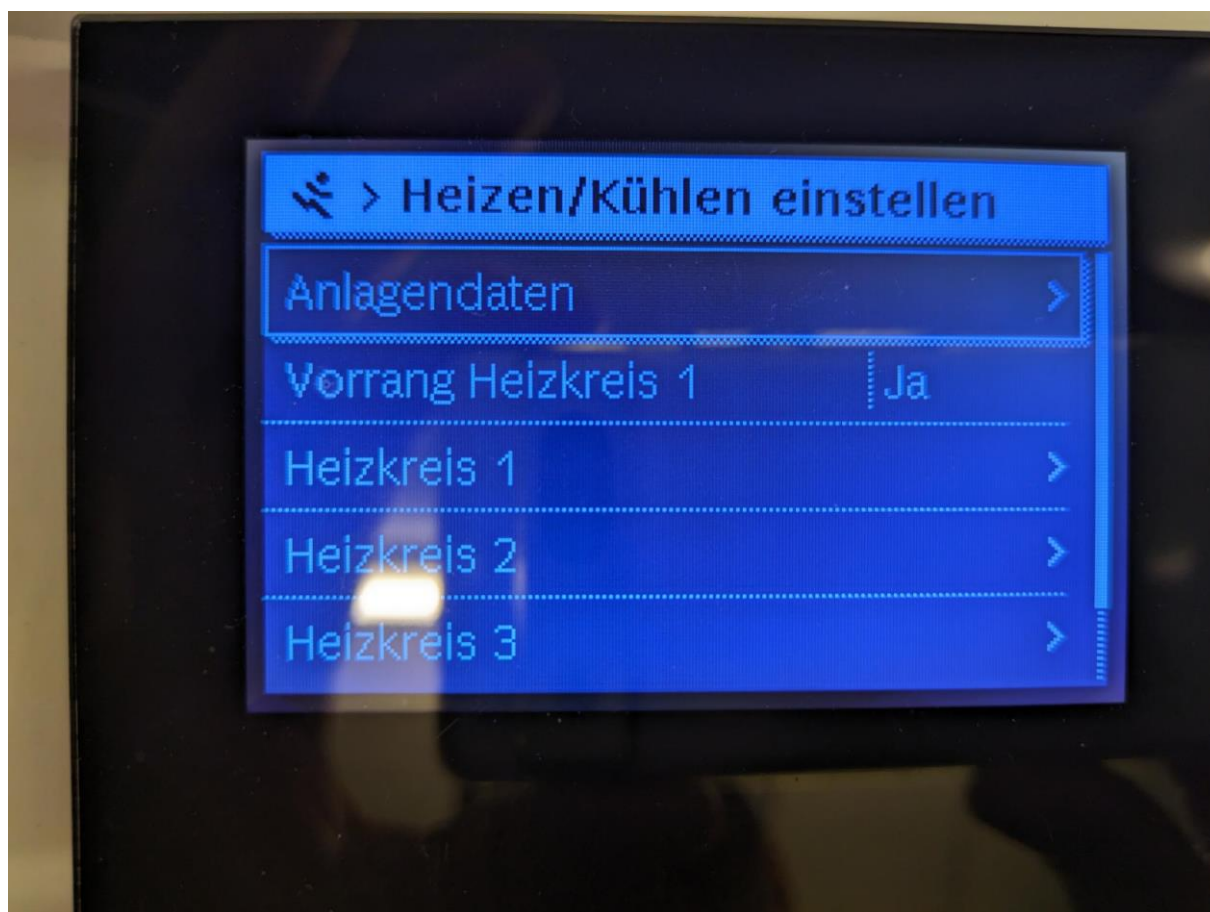 > Heizen/Kühlen einstellen
Anlagendaten >
Vorrang Heizkreis 1 Ja
Heizkreis 1 >
Heizkreis 2 >
Heizkreis 3 >